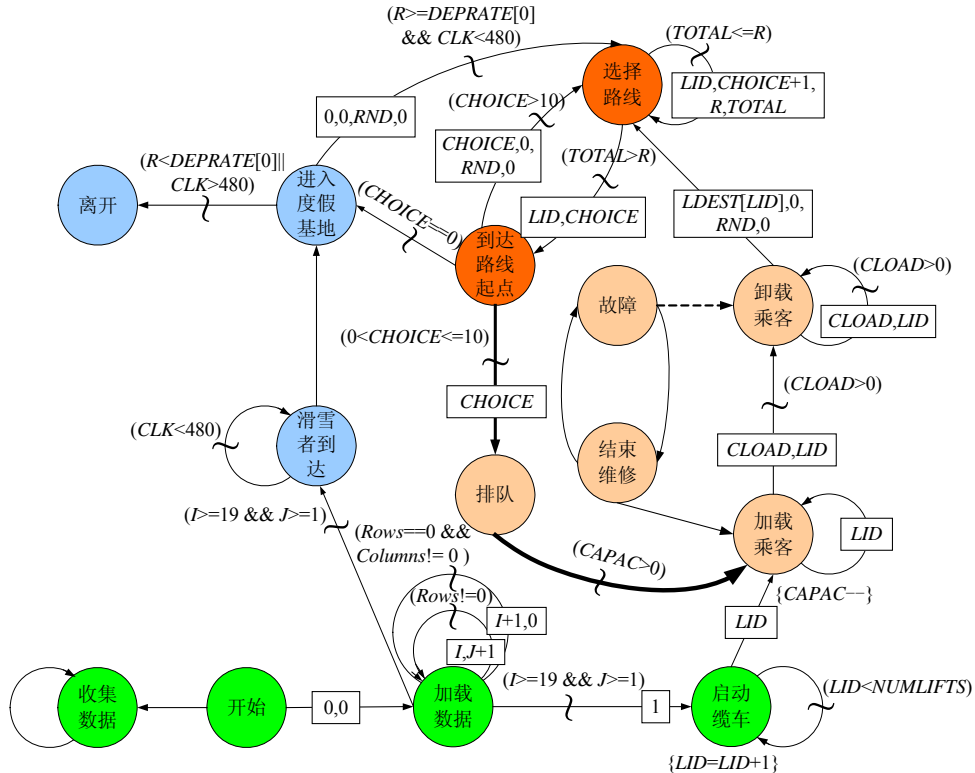 (R>=DEPRATE[0]
&& CLK<480)
选择
路线
(TOTAL<=R)
LID,CHOICE+1,
R,TOTAL
0,0,RND,0
(CHOICE>10)
CHOICE,0,
RND,0
(TOTAL>R)
(R<DEPRATE[0]||
CLK>480)
离开
进入
度假
基地
(CHOICE==0)
LID,CHOICE
LDEST[LID],0,
RND,0
到达
路线
起点
故障
卸载
乘客
(CLOAD>0)
CLOAD,LID
(0<CHOICE<=10)
CHOICE
(CLOAD>0)
(CLK<480)
滑雪
者到
达
结束
维修
CLOAD,LID
排队
加载
乘客
LID
(I>=19 && J>=1)
(Rows==0 &&
Columns!= 0 )
(CAPAC>0)
(Rows!=0)
I+1,0
I,J+1
{CAPAC−−}
LID
收集
数据
开始
0,0
加载
数据
(I>=19 && J>=1)
1
启动
缆车
(LID<NUMLIFTS)
{LID=LID+1}